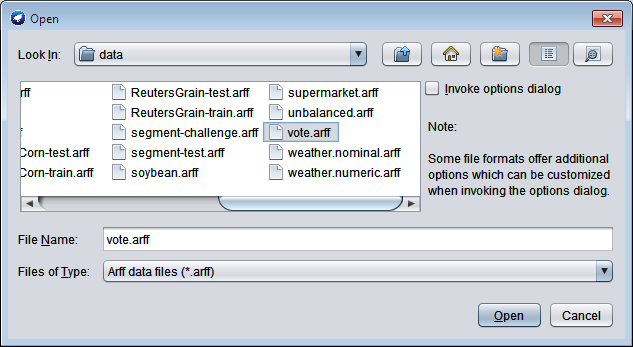 Open
Look In: data
rff ReutersGrain-test.arff supermarket.arff
ReutersGrain-train.arff unbalanced.arff
segment-challenge.arff vote.arff
Corn-test.arff segment-test.arff weather.nominal.arff
Corn-train.arff soybean.arff weather.numeric.arff
Invoke options dialog
Note:
Some file formats offer additional
options which can be customized
when invoking the options dialog.
File Name: vote.arff
Files of Type: Arff data files (*.arff)
Open Cancel